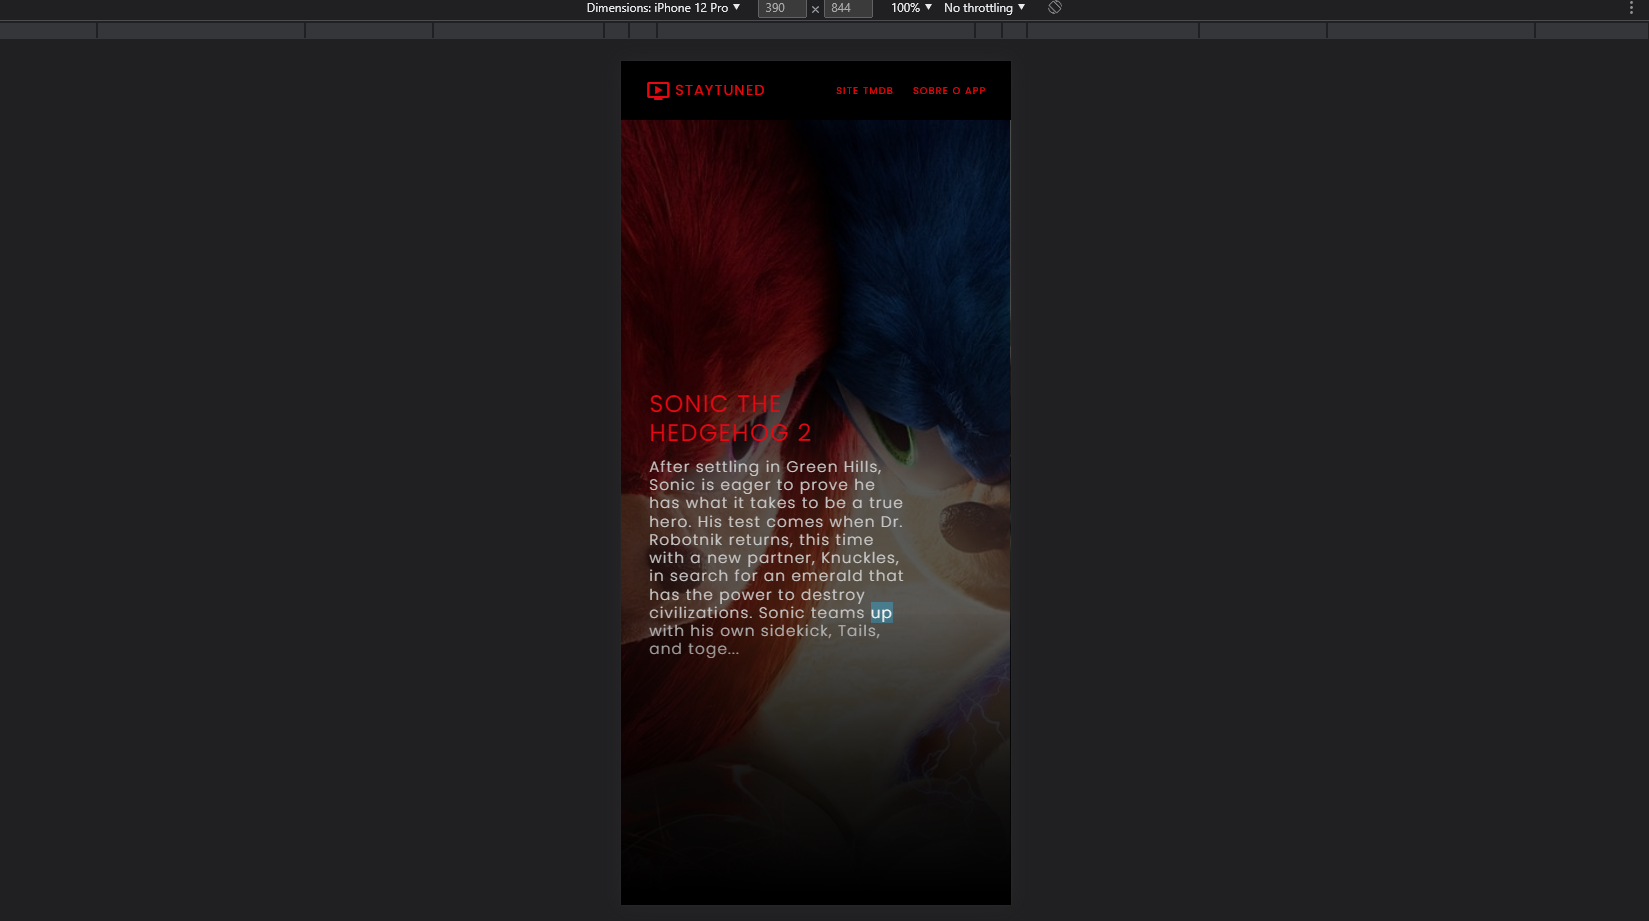 Dimensions: iPhone 12 Pro ▼ 390 × 844 100% ▼ No throttling ▼
STAYTUNED SITE TMDB SOBRE O APP
SONIC THE
HEDGEHOG 2
After settling in Green Hills,
Sonic is eager to prove he
has what it takes to be a true
hero. His test comes when Dr.
Robotnik returns, this time
with a new partner, Knuckles,
in search for an emerald that
has the power to destroy
civilizations. Sonic teams up
with his own sidekick, Tails,
and toge...